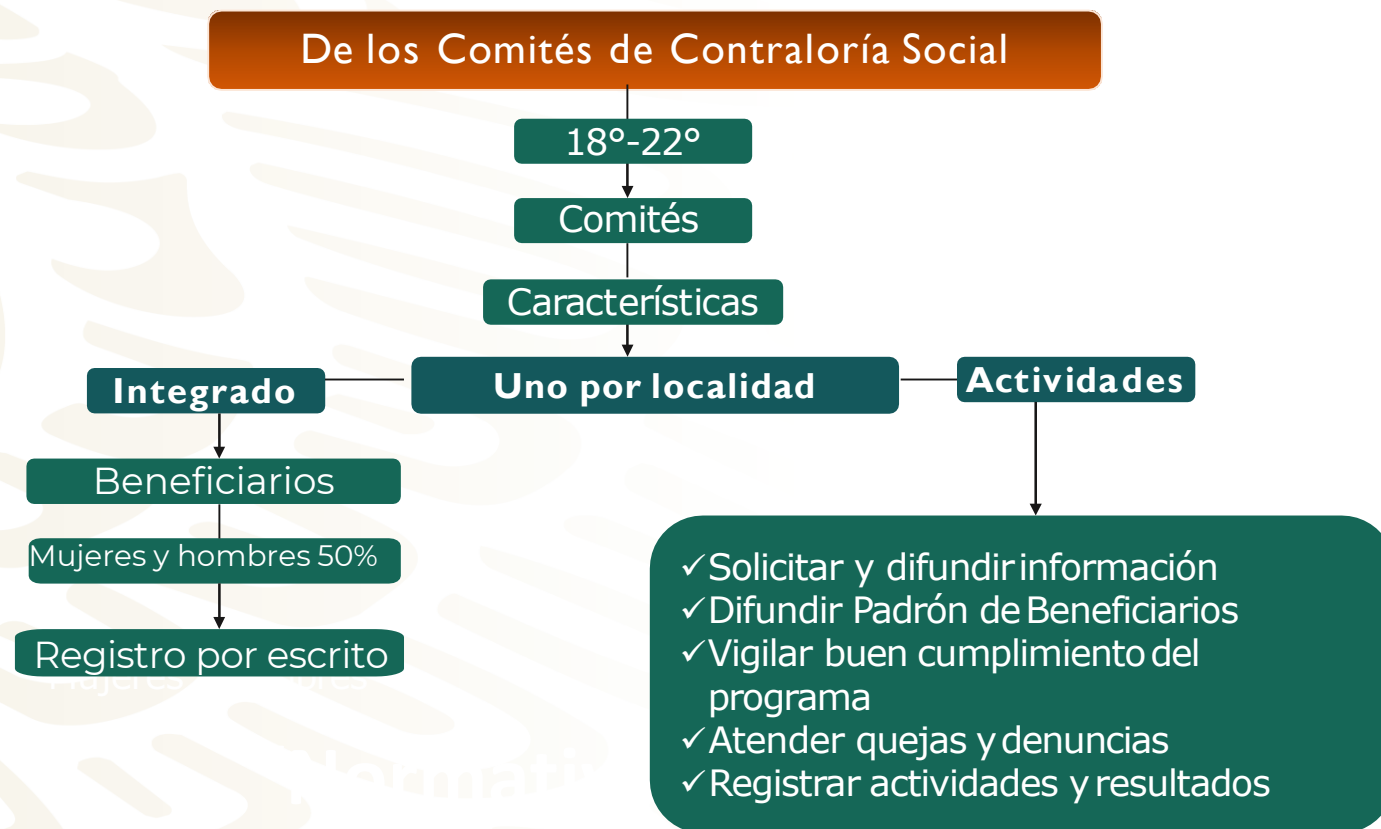 De los Comités de Contraloría Social
18°-22°
Comités
Características
Integrado
Uno por localidad
Actividades
Beneficiarios
Mujeres y hombres 50%
Registro por escrito
✓Solicitar y difundir información
✓Difundir Padrón de Beneficiarios
✓Vigilar buen cumplimiento del
programa
✓Atender quejas y denuncias
✓Registrar actividades y resultados